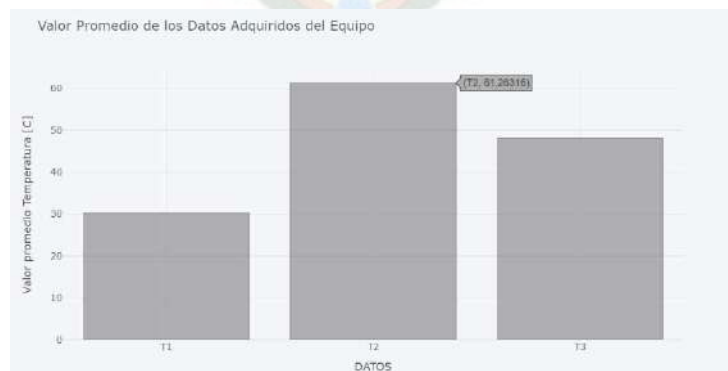 Valor Promedio de los Datos Adquiridos del Equipo
Valor promedio Temperatura [C]
60
50
40
30
20
10
0
(T2, 61.26316)
T1
T2
T3
DATOS